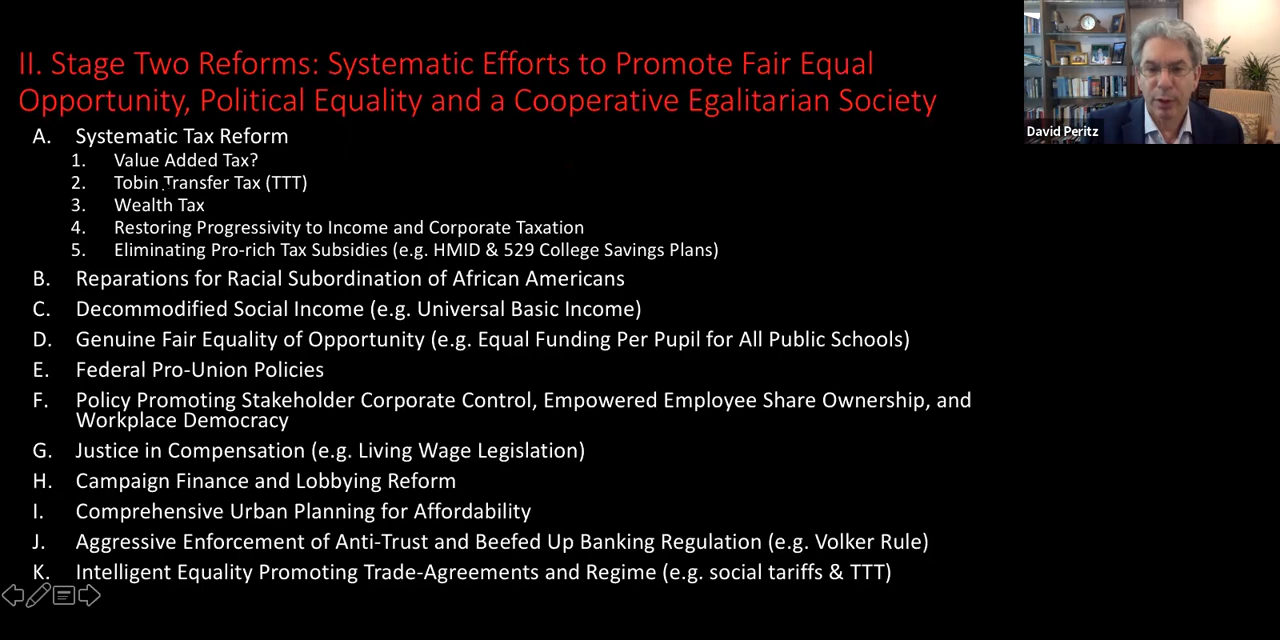 II. Stage Two Reforms: Systematic Efforts to Promote Fair Equal
Opportunity, Political Equality and a Cooperative Egalitarian Society
David Peritz
A. Systematic Tax Reform
1. Value Added Tax?
2. Tobin Transfer Tax (TTT)
3. Wealth Tax
4. Restoring Progressivity to Income and Corporate Taxation
5. Eliminating Pro-rich Tax Subsidies (e.g. HMID & 529 College Savings Plans)
B. Reparations for Racial Subordination of African Americans
C. Decommodified Social Income (e.g. Universal Basic Income)
D. Genuine Fair Equality of Opportunity (e.g. Equal Funding Per Pupil for All Public Schools)
E. Federal Pro-Union Policies
F. Policy Promoting Stakeholder Corporate Control, Empowered Employee Share Ownership, and
Workplace Democracy
G. Justice in Compensation (e.g. Living Wage Legislation)
H. Campaign Finance and Lobbying Reform
I. Comprehensive Urban Planning for Affordability
J. Aggressive Enforcement of Anti-Trust and Beefed Up Banking Regulation (e.g. Volker Rule)
K. Intelligent Equality Promoting Trade-Agreements and Regime (e.g. social tariffs & TTT)